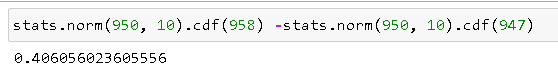 stats.norm(950, 10).cdf(958) -stats.norm(950, 10).cdf(947)
0.406056023605556